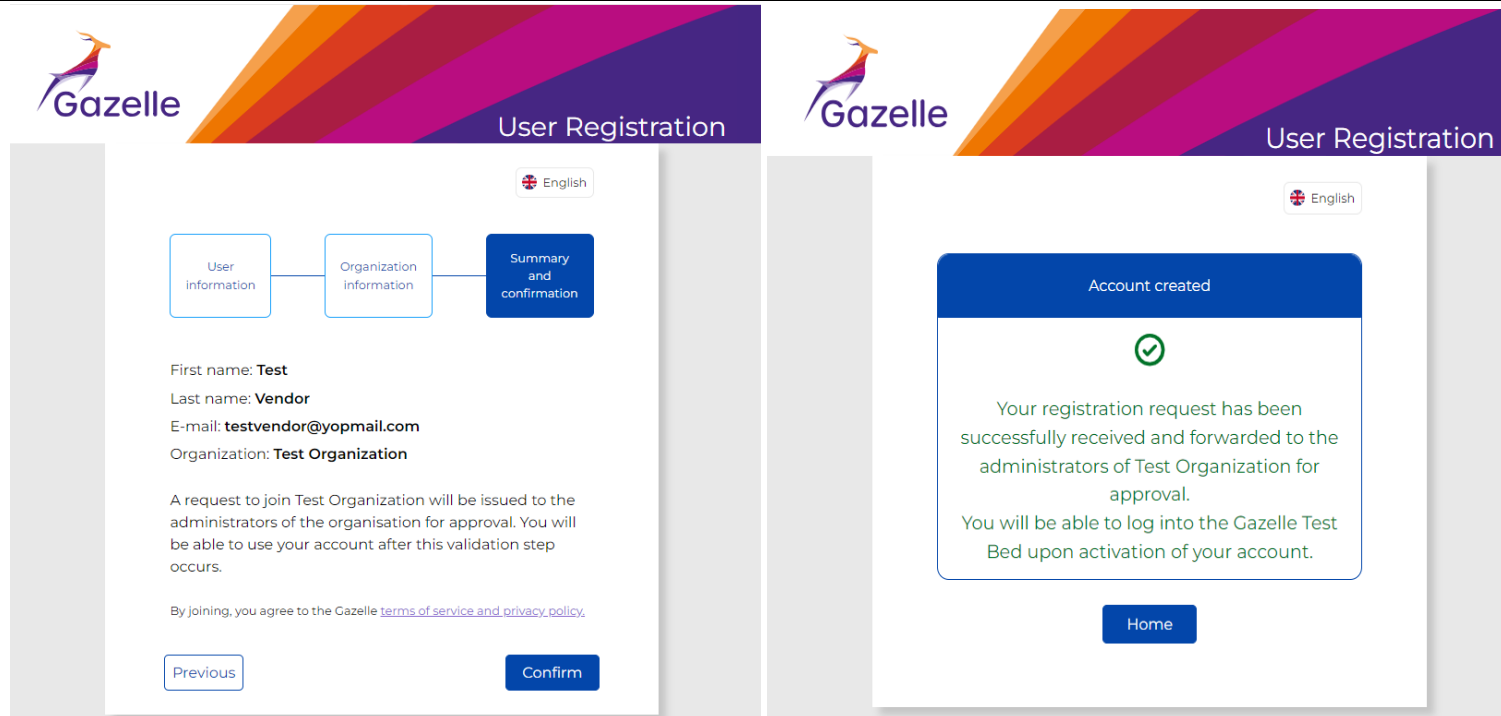 Gazelle
User Registration
English
User
information
Organization
information
Summary
and
confirmation
First name: Test
Last name: Vendor
E-mail: testvendor@yopmail.com
Organization: Test Organization
A request to join Test Organization will be issued to the
administrators of the organisation for approval. You will
be able to use your account after this validation step
occurs.
By joining, you agree to the Gazelle terms of service and privacy policy.
Previous
Confirm
Gazelle
User Registration
English
Account created
Your registration request has been
successfully received and forwarded to the
administrators of Test Organization for
approval.
You will be able to log into the Gazelle Test
Bed upon activation of your account.
Home